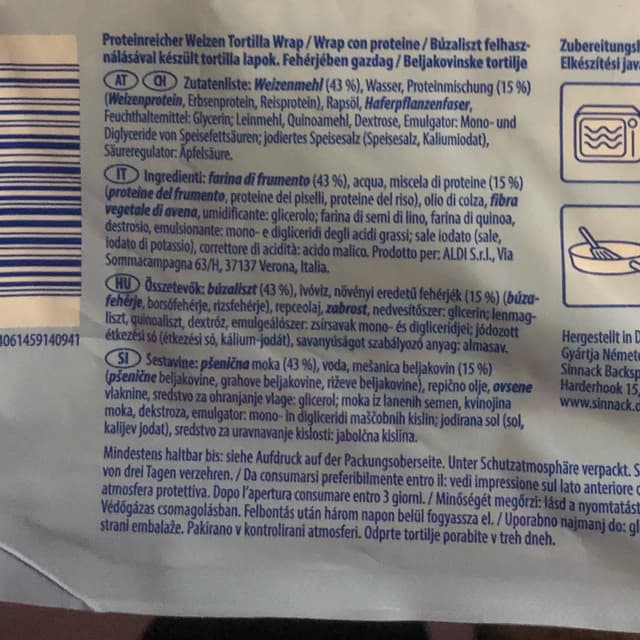 Proteinreicher Weizen Tortilla Wrap / Wrap con proteine / Búzaliszt felhasz-
nálásával készült tortilla lapok. Fehérjében gazdag / Beljakovinske tortilje
AT CH Zutatenliste: Weizenmehl (43 %), Wasser, Proteinmischung (15 %)
(Weizenprotein, Erbsenprotein, Reisprotein), Rapsöl, Haferpflanzenfaser,
Feuchthaltemittel: Glycerin; Leinmehl, Quinoamehl, Dextrose, Emulgator: Mono- und
Diglyceride von Speisefettsäuren; jodiertes Speisesalz (Speisesalz, Kaliumiodat),
Säureregulator: Äpfelsäure.
IT Ingredienti: farina di frumento (43 %), acqua, miscela di proteine (15 %)
(proteine del frumento, proteine dei piselli, proteine del riso), olio di colza, fibra
vegetale di avena, umidificante: glicerolo; farina di semi di lino, farina di quinoa,
destrosio, emulsionante: mono- e digliceridi degli acidi grassi; sale iodato (sale,
iodato di potassio), correttore di acidità: acido malico. Prodotto per: ALDI S.r.l., Via
Sommacampagna 63/H, 37137 Verona, Italia.
HU Összetevők: búzaliszt (43 %), ivóvíz, növényi eredetű fehérjék (15 %) (búza-
fehérje, borsófehérje, rizsfehérje), repceolaj, zabrost, nedvesítőszer: glicerin; lenmag-
liszt, quinoaliszt, dextróz, emulgeálószer: zsírsavak mono- és digliceridjei; jódozott
étkezési só (étkezési só, kálium-jodát), savanyúságot szabályozó anyag: almasav.
SI Sestavine: pšenična moka (43 %), voda, mešanica beljakovin (15 %)
(pšenične beljakovine, grahove beljakovine, riževe beljakovine), repično olje, ovsene
vlaknine, sredstvo za ohranjanje vlage: glicerol; moka iz lanenih semen, kvinojina
moka, dekstroza, emulgator: mono- in digliceridi maščobnih kislin; jodirana sol (sol,
kalijev jodat), sredstvo za uravnavanje kislosti: jabolčna kislina.
Mindestens haltbar bis: siehe Aufdruck auf der Packungsoberseite. Unter Schutzatmosphäre verpackt.
von drei Tagen verzehren. / Da consumarsi preferibilmente entro il: vedi impressione sul lato anteriore
atmosfera protettiva. Dopo l'apertura consumare entro 3 giorni. / Minőségét megőrzi: lásd a nyomtatást
Védőgázas csomagolásban. Felbontás után három napon belül fogyassza el. / Uporabno najmanj do:
strani embalaže. Pakirano v kontrolirani atmosferi. Odprte tortilje porabite v treh dneh.
4061459140941
Zubereitungs
Elkészítési jav
Hergestellt in D
Gyártja Németo
Sinnack Backsp
Harderhook 15,
www.sinnack.